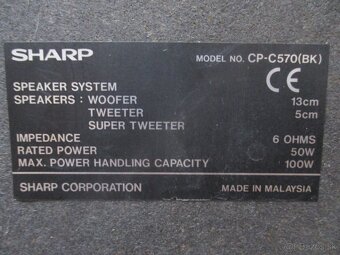 SHARP MODEL NO. CP-C570(BK)
CE
SPEAKER SYSTEM
SPEAKERS : WOOFER 13cm
TWEETER 5cm
SUPER TWEETER
IMPEDANCE 6 OHMS
RATED POWER 50W
MAX. POWER HANDLING CAPACITY 100W
SHARP CORPORATION MADE IN MALAYSIA